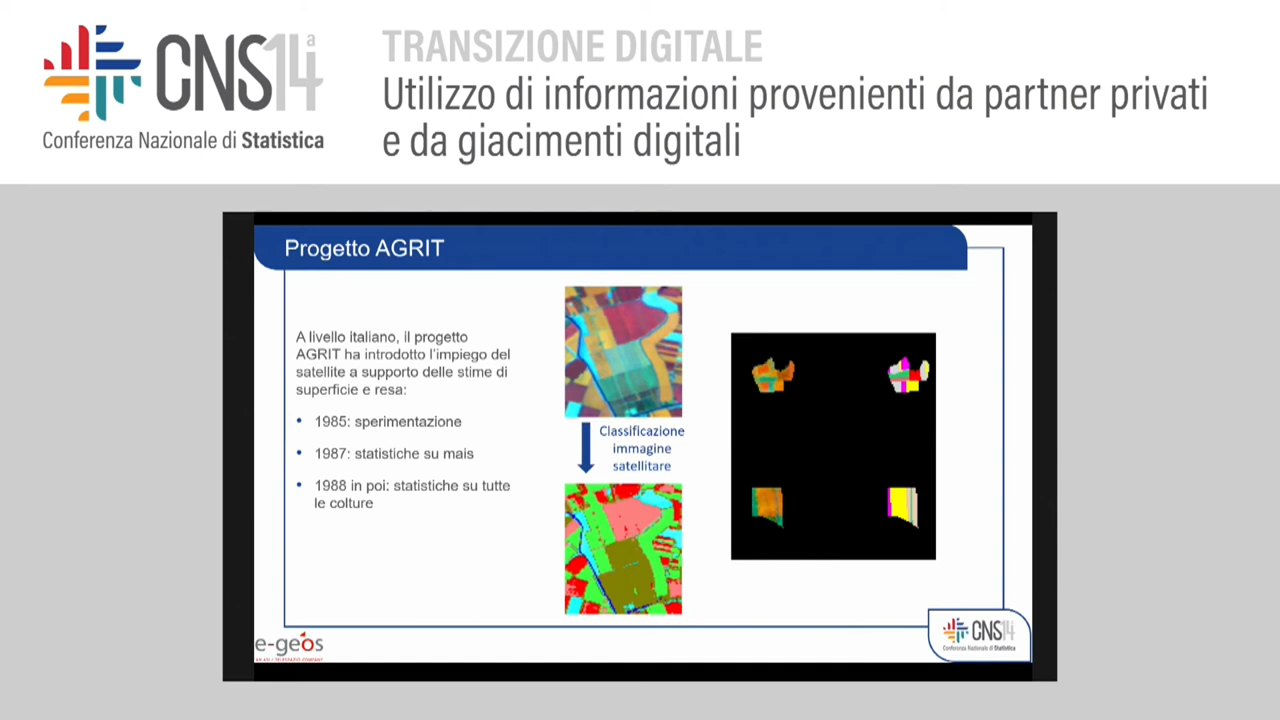 CNS14ª
Conferenza Nazionale di Statistica
TRANSIZIONE DIGITALE
Utilizzo di informazioni provenienti da partner privati
e da giacimenti digitali
Progetto AGRIT
A livello italiano, il progetto
AGRIT ha introdotto l'impiego del
satellite a supporto delle stime di
superficie e resa:
• 1985: sperimentazione
• 1987: statistiche su mais
• 1988 in poi: statistiche su tutte
le colture
Classificazione
immagine
satellitare
e-geos
CNS14
Conferenza Nazionale di Statistica